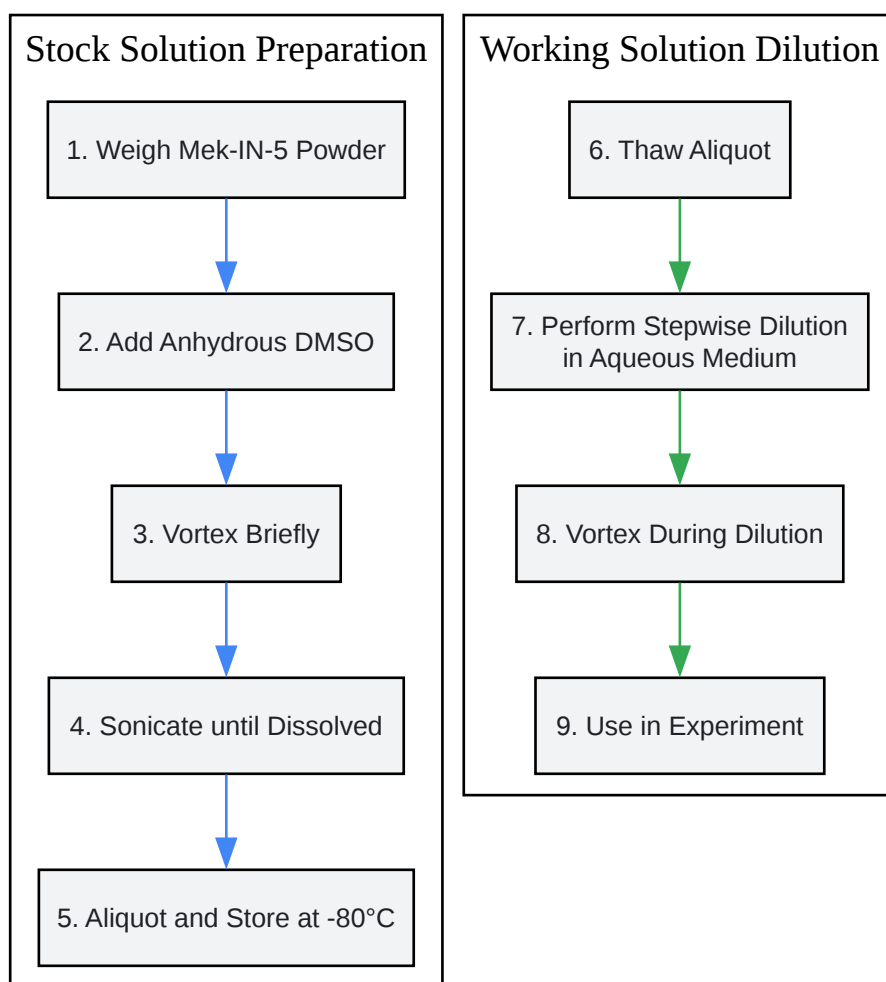 Stock Solution Preparation
1. Weigh Mek-IN-5 Powder
2. Add Anhydrous DMSO
3. Vortex Briefly
4. Sonicate until Dissolved
5. Aliquot and Store at -80°C
Working Solution Dilution
6. Thaw Aliquot
7. Perform Stepwise Dilution
in Aqueous Medium
8. Vortex During Dilution
9. Use in Experiment